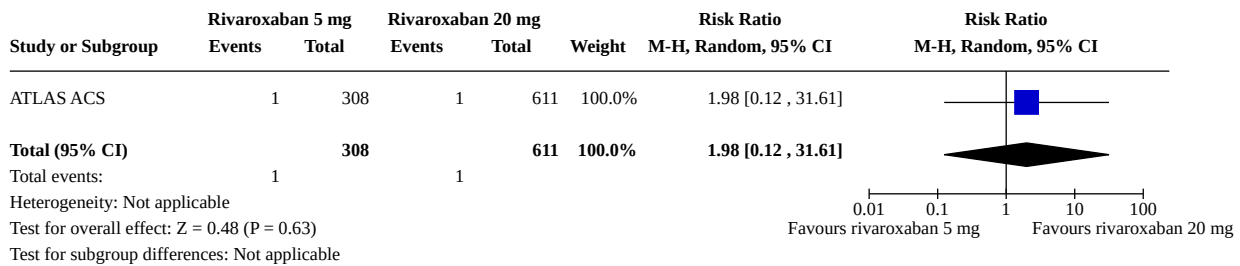 Rivaroxaban 5 mg Rivaroxaban 20 mg Risk Ratio Risk Ratio
Study or Subgroup Events Total Events Total Weight M-H, Random, 95% CI M-H, Random, 95% CI
ATLAS ACS 1 308 1 611 100.0% 1.98 [0.12 , 31.61]
Total (95% CI) 308 611 100.0% 1.98 [0.12 , 31.61]
Total events: 1 1
Heterogeneity: Not applicable 0.01 0.1 1 10 100
Test for overall effect: Z = 0.48 (P = 0.63) Favours rivaroxaban 5 mg Favours rivaroxaban 20 mg
Test for subgroup differences: Not applicable